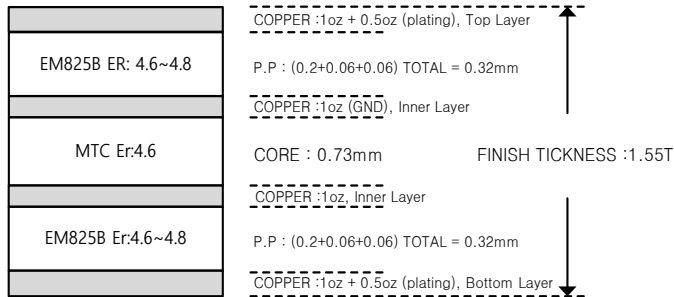 COPPER :1oz + 0.5oz (plating), Top Layer
EM825B ER: 4.6~4.8
P.P : (0.2+0.06+0.06) TOTAL = 0.32mm
COPPER :1oz (GND), Inner Layer
MTC Er:4.6
CORE : 0.73mm
FINISH TICKNESS :1.55T
COPPER :1oz, Inner Layer
EM825B Er:4.6~4.8
P.P : (0.2+0.06+0.06) TOTAL = 0.32mm
COPPER :1oz + 0.5oz (plating), Bottom Layer